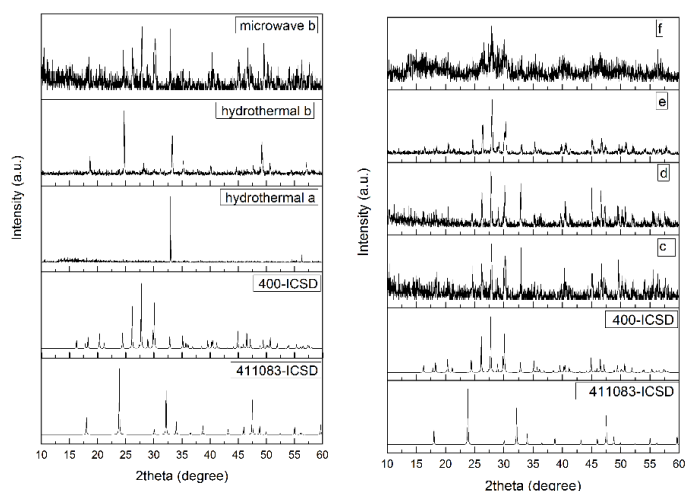 microwave b
hydrothermal b
hydrothermal a
400-ICSD
411083-ICSD
Intensity (a.u.)
10 15 20 25 30 35 40 45 50 55 60
2theta (degree)
f
e
d
c
400-ICSD
411083-ICSD
Intensity (a.u.)
10 15 20 25 30 35 40 45 50 55 60
2theta (degree)